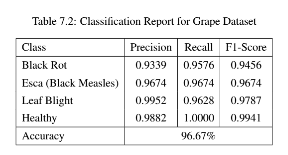 Table 7.2: Classification Report for Grape Dataset
Class Precision Recall F1-Score
Black Rot 0.9339 0.9576 0.9456
Esca (Black Measles) 0.9674 0.9674 0.9674
Leaf Blight 0.9952 0.9628 0.9787
Healthy 0.9882 1.0000 0.9941
Accuracy 96.67%